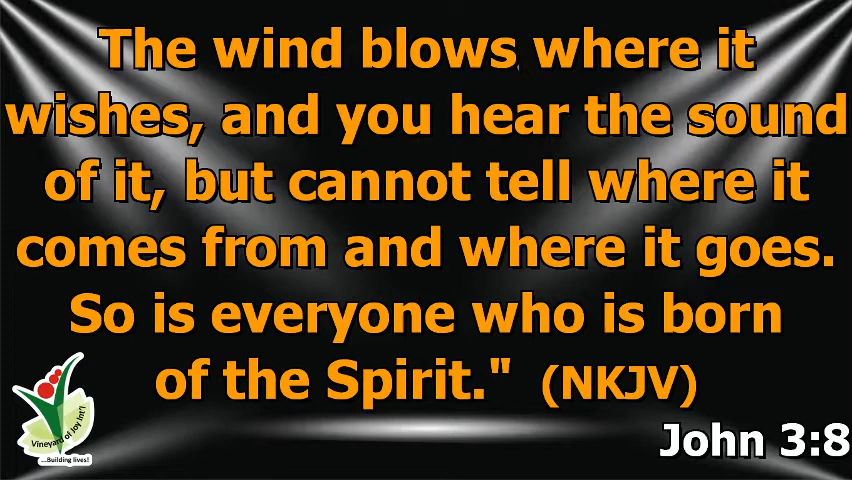 The wind blows where it
wishes, and you hear the sound
of it, but cannot tell where it
comes from and where it goes.
So is everyone who is born
of the Spirit." (NKJV)
John 3:8
Vineyard of Joy Int'l
...Building lives!